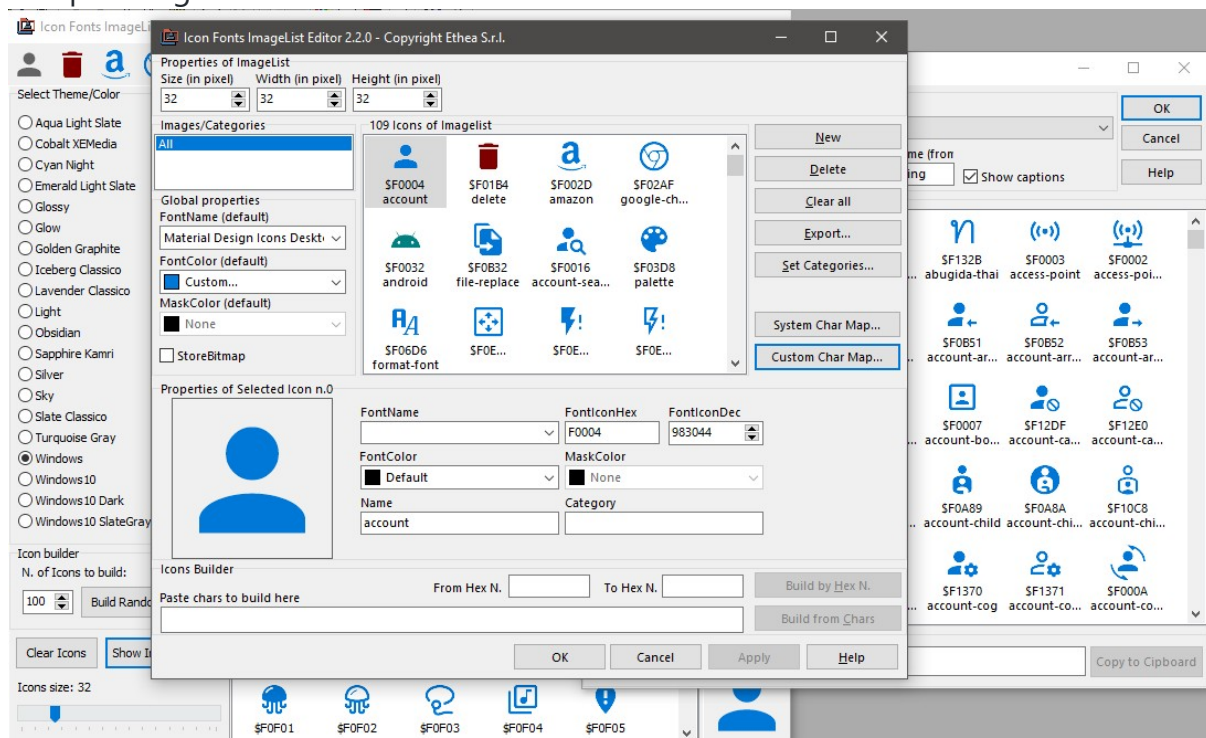 Icon Fonts ImageLi
Select Theme/Color
Aqua Light Slate
Cobalt XEMedia
Cyan Night
Emerald Light Slate
Glossy
Glow
Golden Graphite
Iceberg Classico
Lavender Classico
Light
Obsidian
Sapphire Kamri
Silver
Sky
Slate Classico
Turquoise Gray
Windows
Windows10
Windows10 Dark
Windows10 SlateGray
Icon builder
N. of Icons to build:
100 Build Rando
Clear Icons Show I
Icons size: 32
Icon Fonts ImageList Editor 2.2.0 - Copyright Ethea S.r.l.
Properties of ImageList
Size (in pixel) Width (in pixel) Height (in pixel)
32 32 32
Images/Categories
All
Global properties
FontName (default)
Material Design Icons Deskt
FontColor (default)
Custom...
MaskColor (default)
None
StoreBitmap
109 Icons of Imagelist
$F0004 $F01B4 $F002D $F02AF
account delete amazon google-ch...
$F0032 $F0B32 $F0016 $F03D8
android file-replace account-sea... palette
$F06D6 $F0E... $F0E... $F0E...
format-font
New
Delete
Clear all
Export...
Set Categories...
System Char Map...
Custom Char Map...
Properties of Selected Icon n.0
FontName FontIconHex FontIconDec
F0004 983044
FontColor MaskColor
Default None
Name Category
account
Icons Builder
From Hex N. To Hex N. Build by Hex N.
Paste chars to build here
Build from Chars
OK Cancel Apply Help
OK
Cancel
me (from
ing Show captions Help
$F132B $F0003 $F0002
abugida-thai access-point access-poi...
$F0B51 $F0B52 $F0B53
account-ar... account-arr... account-ar...
$F0007 $F12DF $F12E0
account-bo... account-ca... account-ca...
$F0A89 $F0A8A $F10C8
account-child account-chi... account-chi...
$F1370 $F1371 $F000A
account-cog account-co... account-co...
Copy to Clipboard
$F0F01 $F0F02 $F0F03 $F0F04 $F0F05